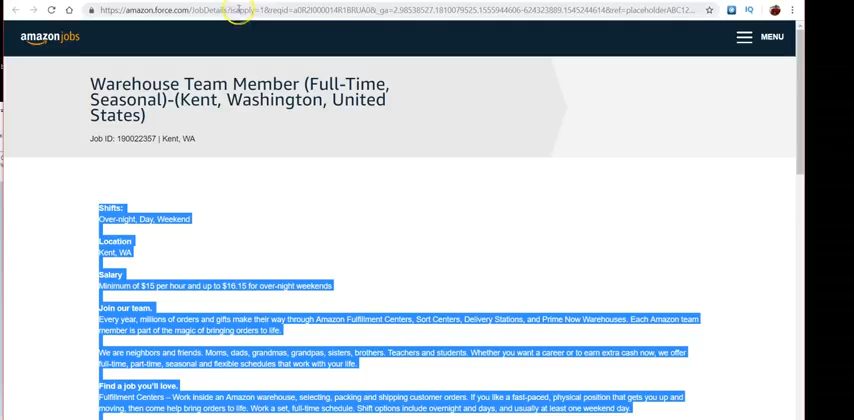 https://amazon.force.com/JobDetails/isapply=1&reqid=a0R2I000014R1BRUA0&_ga=2.98538527.1810079525.1555944606-624323889.1545244614&ref=placeholderABC12...
IQ
amazonjobs
MENU
Warehouse Team Member (Full-Time,
Seasonal)-(Kent, Washington, United
States)
Job ID: 190022357 | Kent, WA
Shifts:
Over-night, Day, Weekend
Location
Kent, WA
Salary
Minimum of $15 per hour and up to $16.15 for over-night weekends
Join our team.
Every year, millions of orders and gifts make their way through Amazon Fulfillment Centers, Sort Centers, Delivery Stations, and Prime Now Warehouses. Each Amazon team
member is part of the magic of bringing orders to life.
We are neighbors and friends. Moms, dads, grandmas, grandpas, sisters, brothers. Teachers and students. Whether you want a career or to earn extra cash now, we offer
full-time, part-time, seasonal and flexible schedules that work with your life.
Find a job you'll love.
Fulfillment Centers – Work inside an Amazon warehouse, selecting, packing and shipping customer orders. If you like a fast-paced, physical position that gets you up and
moving, then come help bring orders to life. Work a set, full-time schedule. Shift options include overnight and days, and usually at least one weekend day.